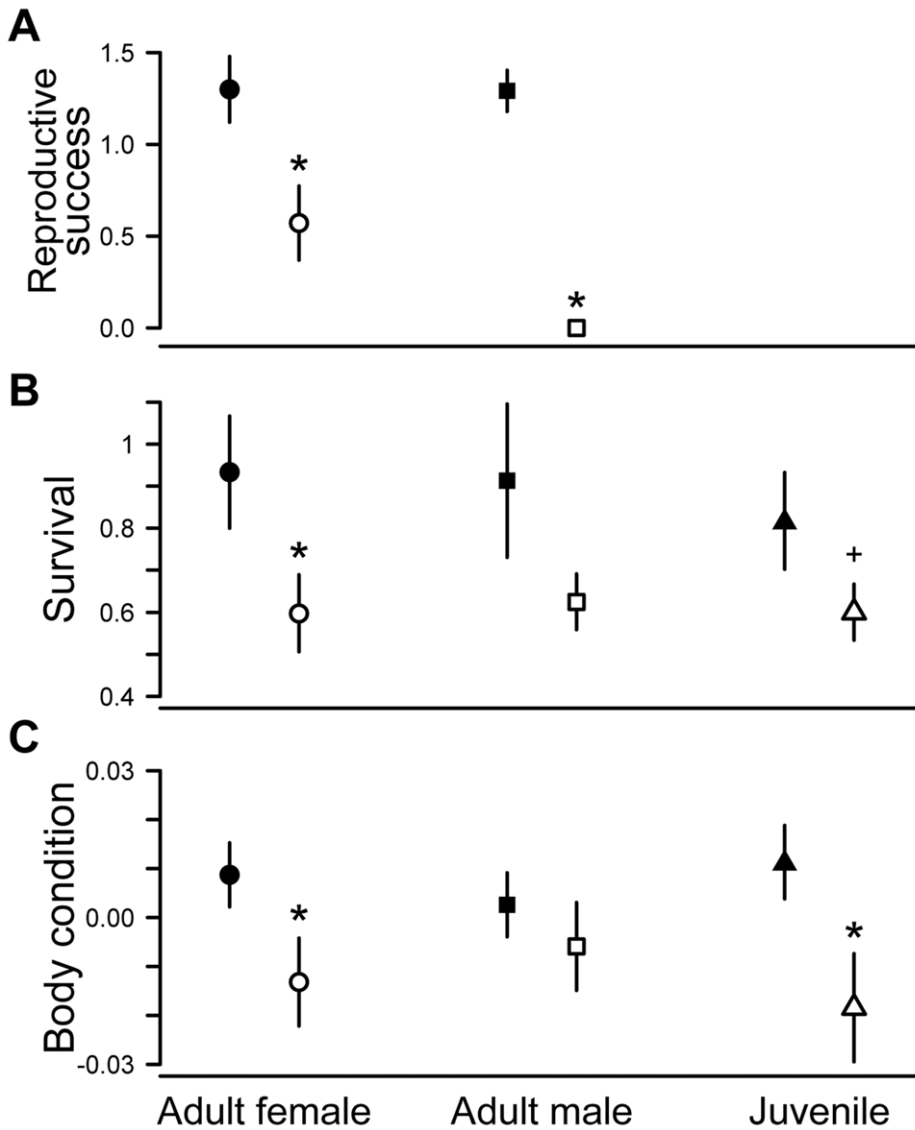 A
Reproductive
success
1.5
1.0
0.5
0.0
*
*
B
Survival
1
0.8
0.6
0.4
*
+
C
Body condition
0.03
0.00
-0.03
*
*
Adult female
Adult male
Juvenile